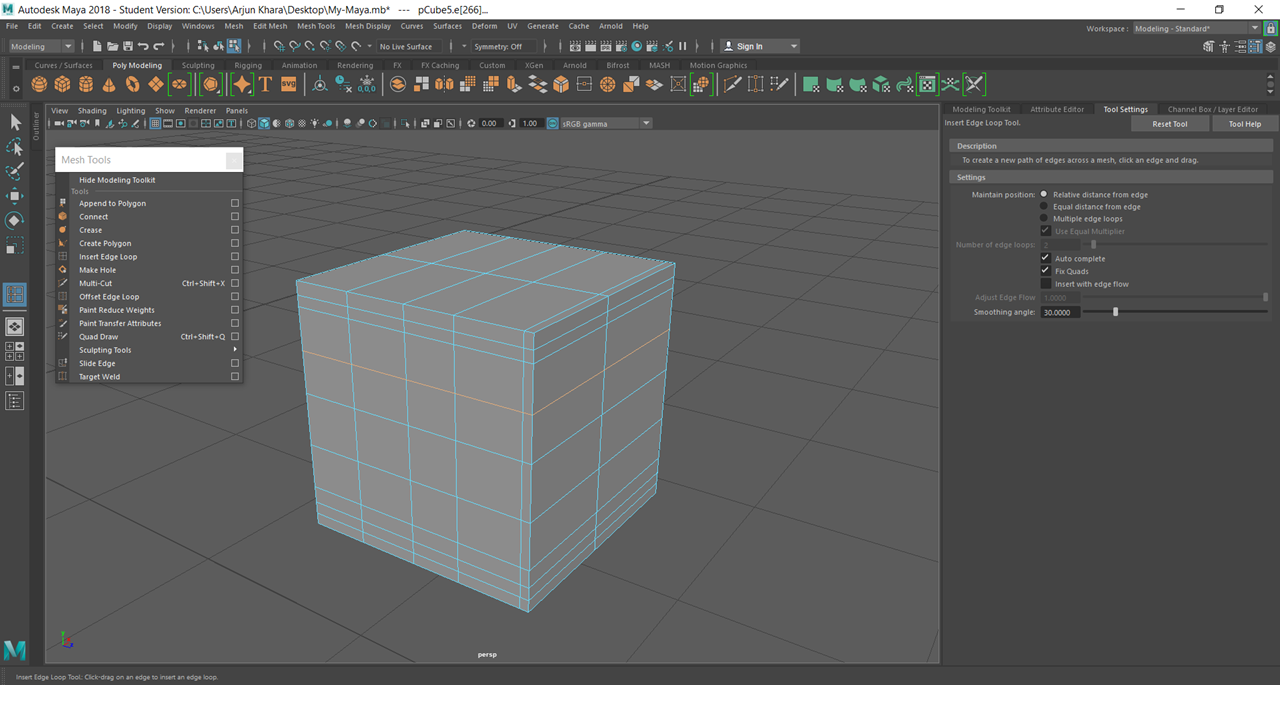 Autodesk Maya 2018 - Student Version: C:\Users\Arjun Khara\Desktop\My-Maya.mb* --- pCube5.e[266]...
File Edit Create Select Modify Display Windows Mesh Edit Mesh Mesh Tools Mesh Display Curves Surfaces Deform UV Generate Cache Arnold Help
Workspace : Modeling - Standard*
Modeling No Live Surface Symmetry: Off Sign In
Curves / Surfaces Poly Modeling Sculpting Rigging Animation Rendering FX FX Caching Custom XGen Arnold Bifrost MASH Motion Graphics
T SVG 0,0,0
View Shading Lighting Show Renderer Panels
0.00 1.00 sRGB gamma
Outliner
Mesh Tools
Hide Modeling Toolkit
Tools
Append to Polygon
Connect
Crease
Create Polygon
Insert Edge Loop
Make Hole
Multi-Cut Ctrl+Shift+X
Offset Edge Loop
Paint Reduce Weights
Paint Transfer Attributes
Quad Draw Ctrl+Shift+Q
Sculpting Tools
Slide Edge
Target Weld
persp
Modeling Toolkit Attribute Editor Tool Settings Channel Box / Layer Editor
Insert Edge Loop Tool. Reset Tool Tool Help
Description
To create a new path of edges across a mesh, click an edge and drag.
Settings
Maintain position: Relative distance from edge
Equal distance from edge
Multiple edge loops
Use Equal Multiplier
Number of edge loops: 2
Auto complete
Fix Quads
Insert with edge flow
Adjust Edge Flow 1.0000
Smoothing angle: 30.0000
Insert Edge Loop Tool: Click-drag on an edge to insert an edge loop.